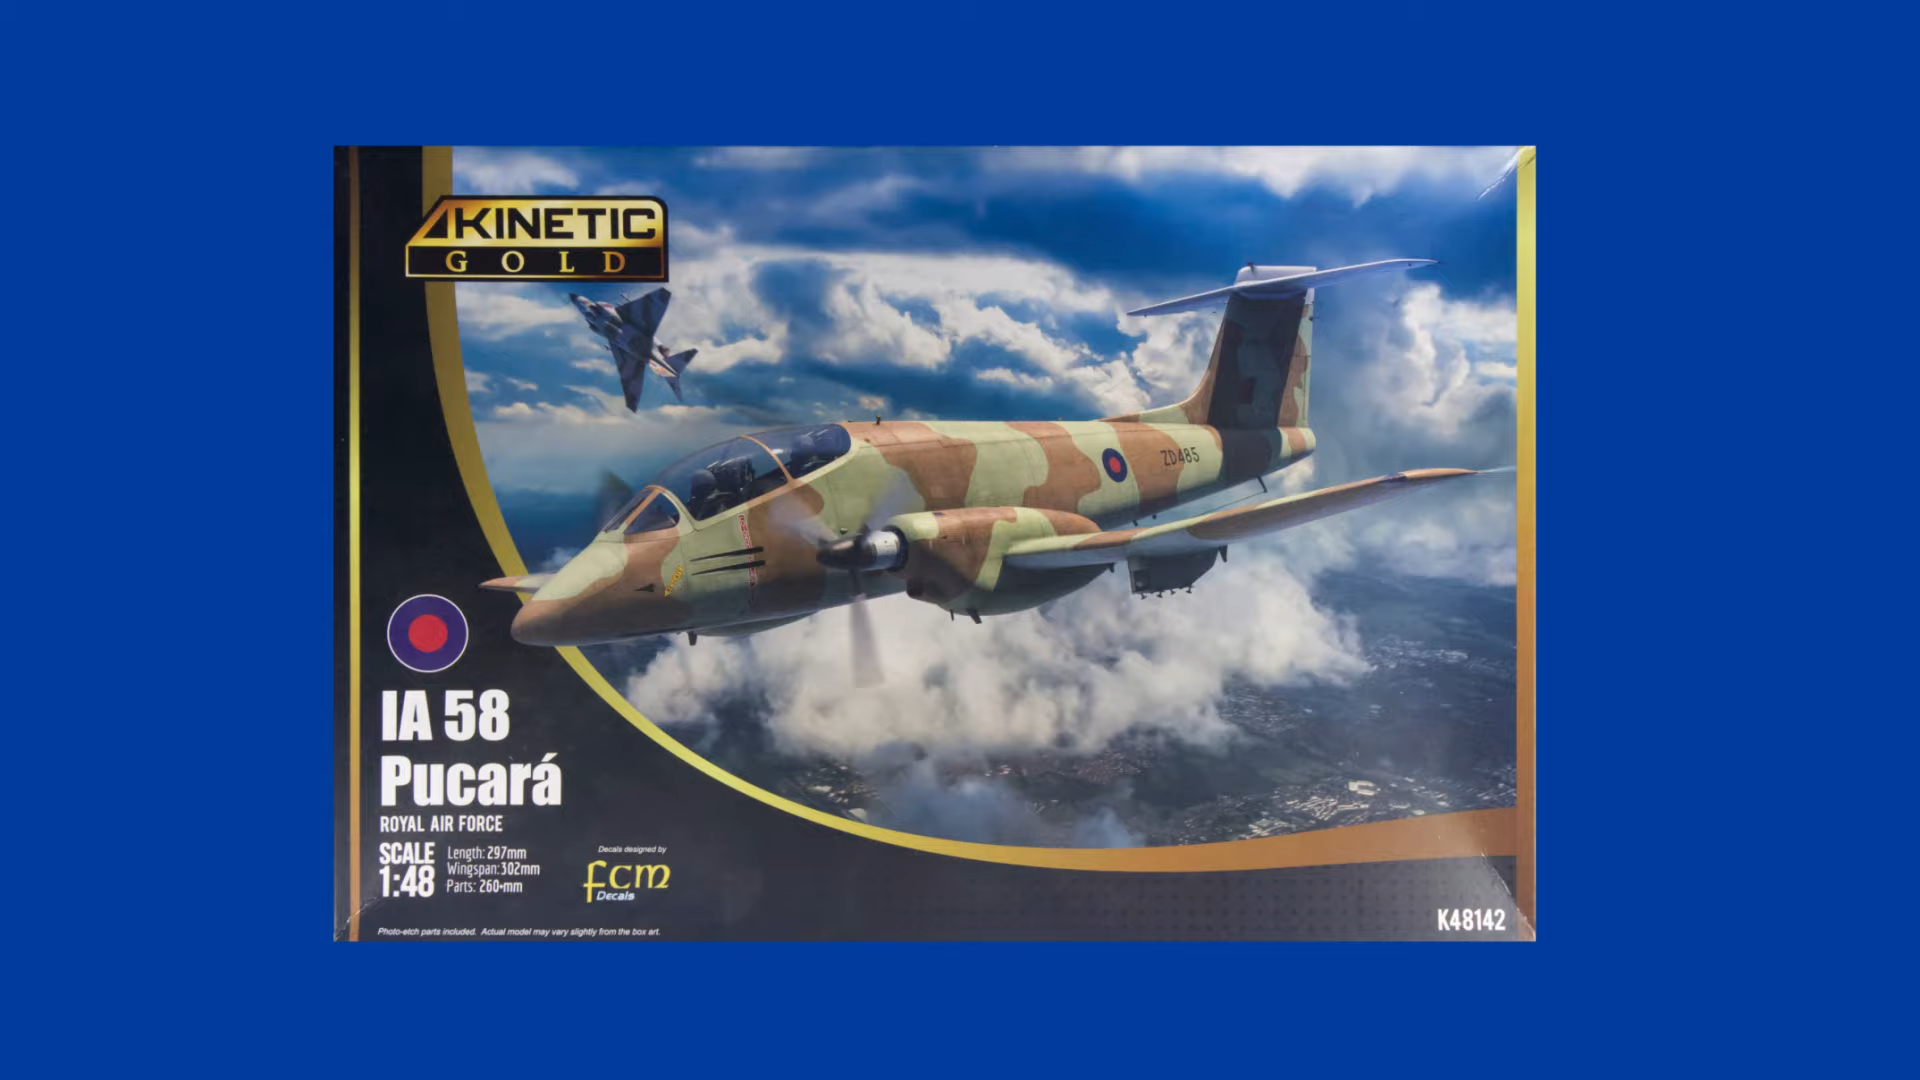 KINETIC
GOLD
ZD485
IA 58
Pucará
ROYAL AIR FORCE
SCALE
1:48
Length: 297mm
Wingspan: 302mm
Parts: 260+mm
Decals designed by
fcm
Decals
Photo-etch parts included. Actual model may vary slightly from the box art.
K48142